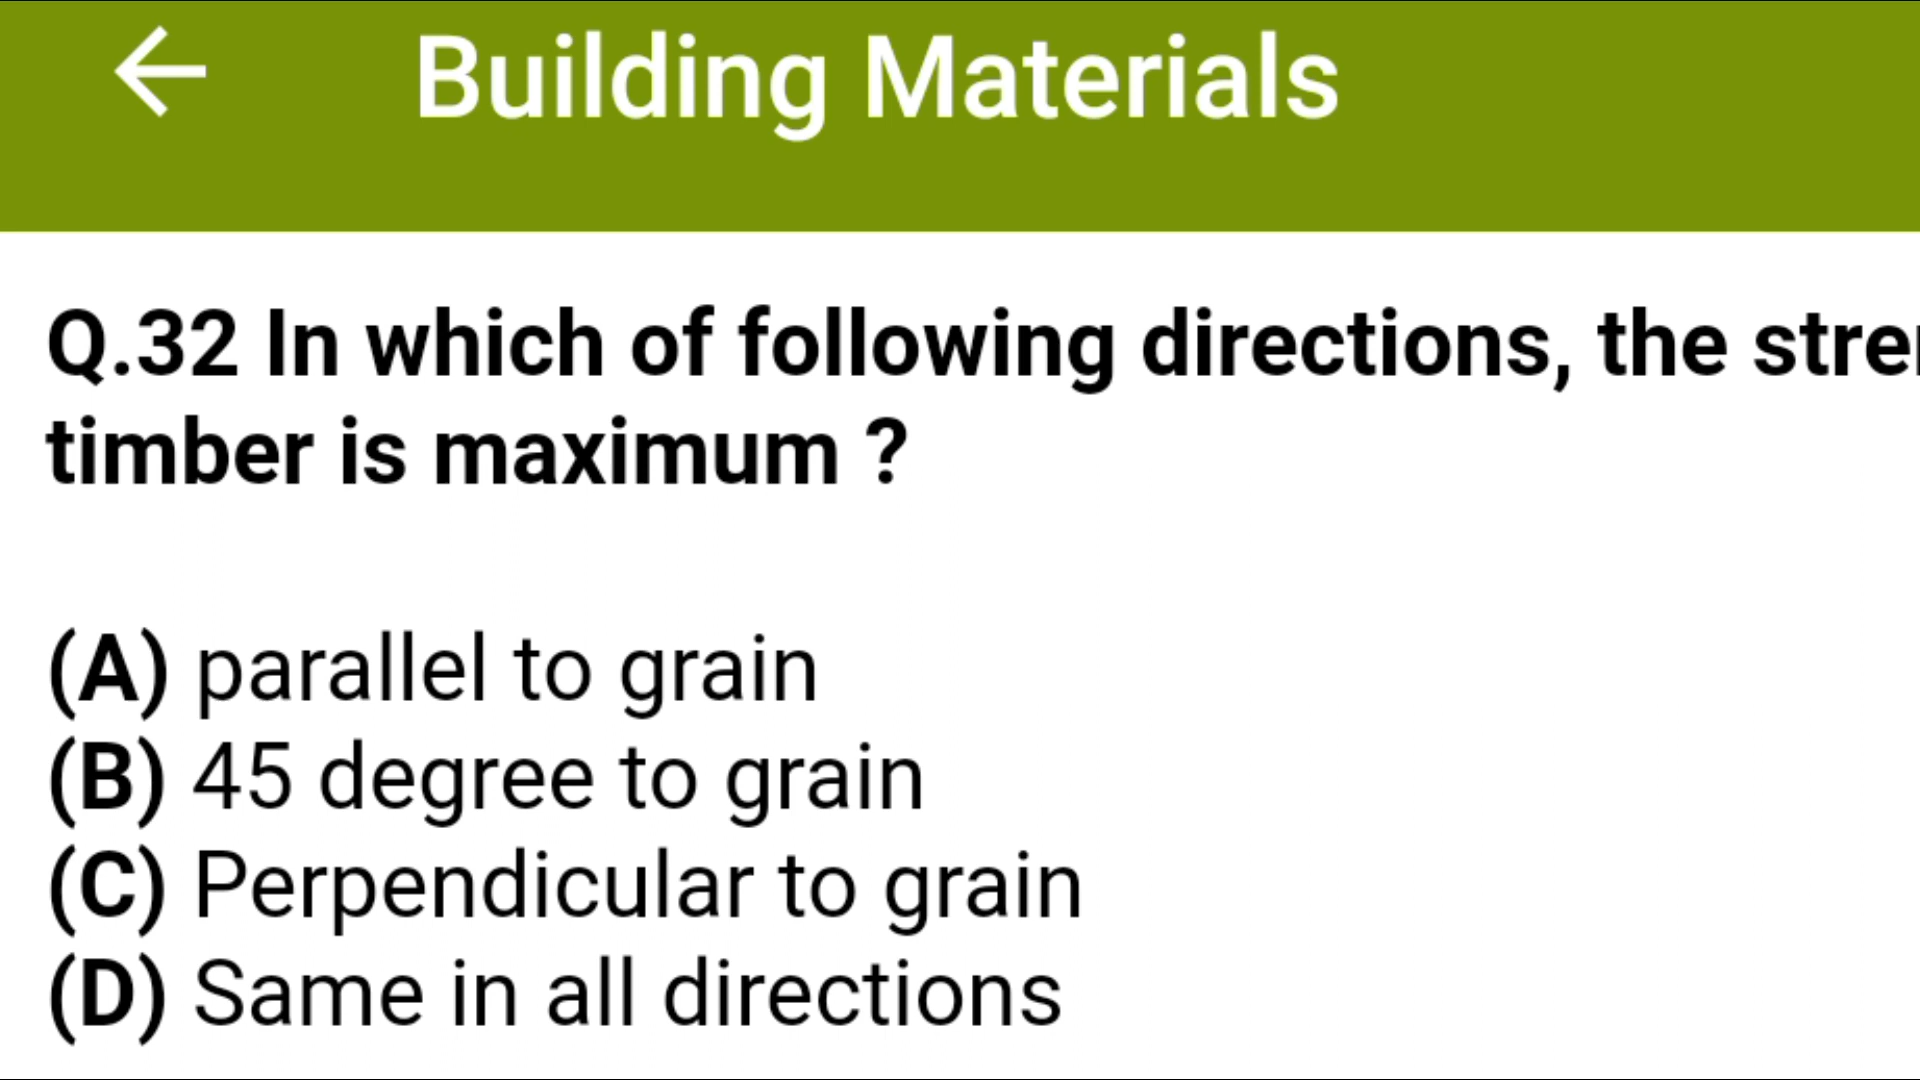 Building Materials
Q.32 In which of following directions, the
timber is maximum ?
(A) parallel to grain
(B) 45 degree to grain
(C) Perpendicular to grain
(D) Same in all directions